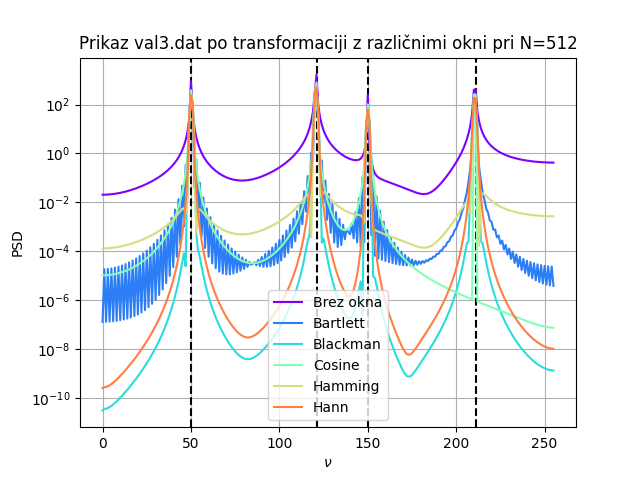 Prikaz val3.dat po transformaciji z različnimi okni pri N=512
PSD
10^2
10^0
10^−2
10^−4
10^−6
10^−8
10^−10
Brez okna
Bartlett
Blackman
Cosine
Hamming
Hann
0 50 100 150 200 250
ν